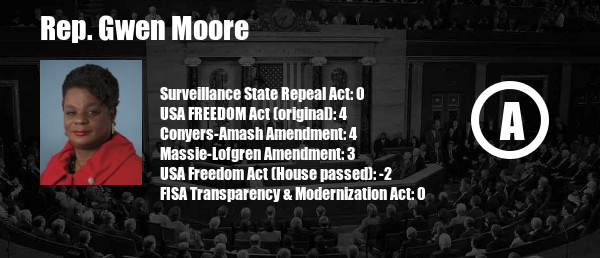 Rep. Gwen Moore
Surveillance State Repeal Act: 0
USA FREEDOM Act (original): 4
Conyers-Amash Amendment: 4
Massie-Lofgren Amendment: 3
USA Freedom Act (House passed): -2
FISA Transparency & Modernization Act: 0
A